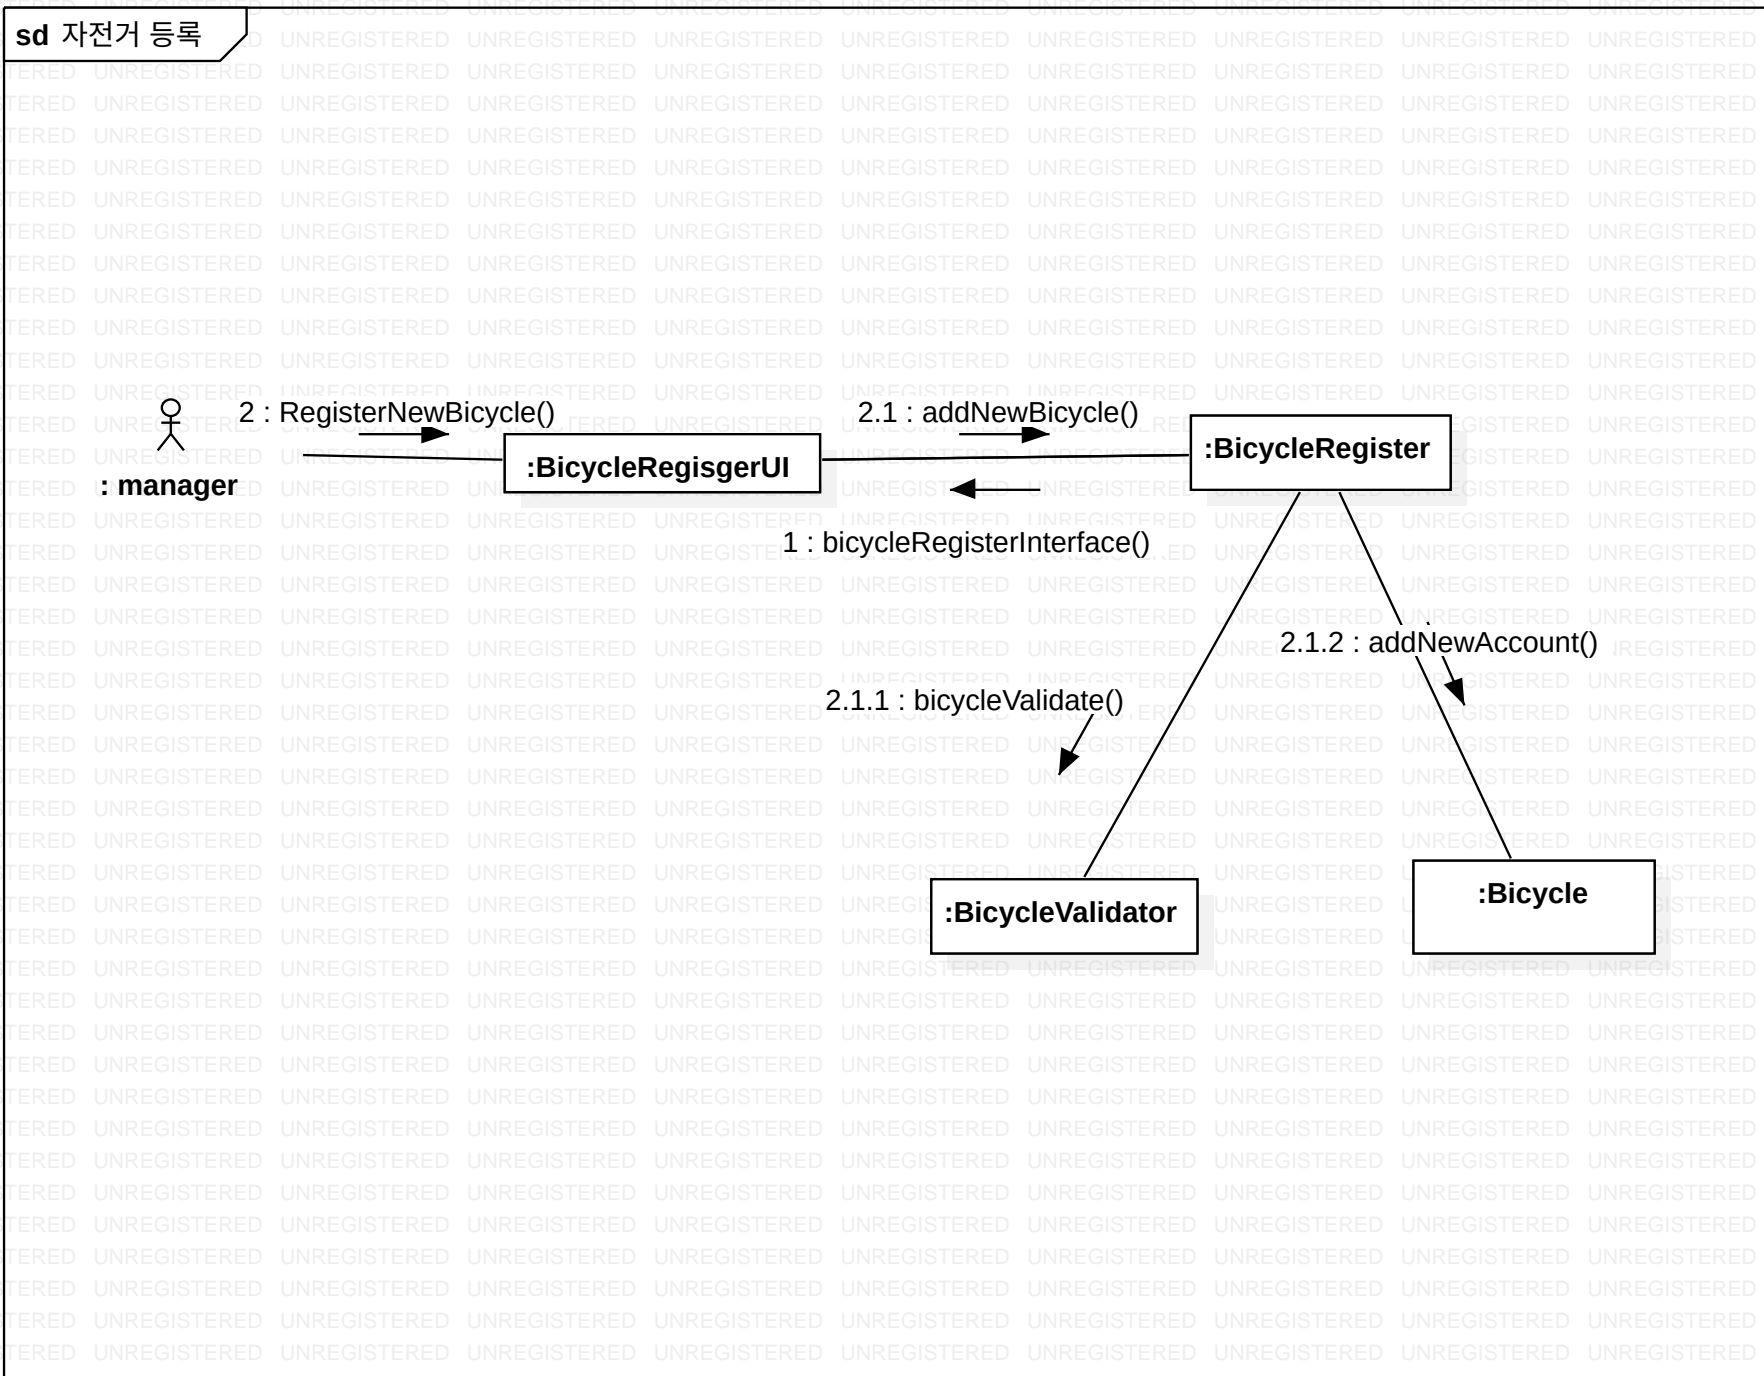 sd 자전거 등록
2 : RegisterNewBicycle()
2.1 : addNewBicycle()
: manager
:BicycleRegisgerUI
:BicycleRegister
1 : bicycleRegisterInterface()
2.1.2 : addNewAccount()
2.1.1 : bicycleValidate()
:BicycleValidator
:Bicycle
UNREGISTERED